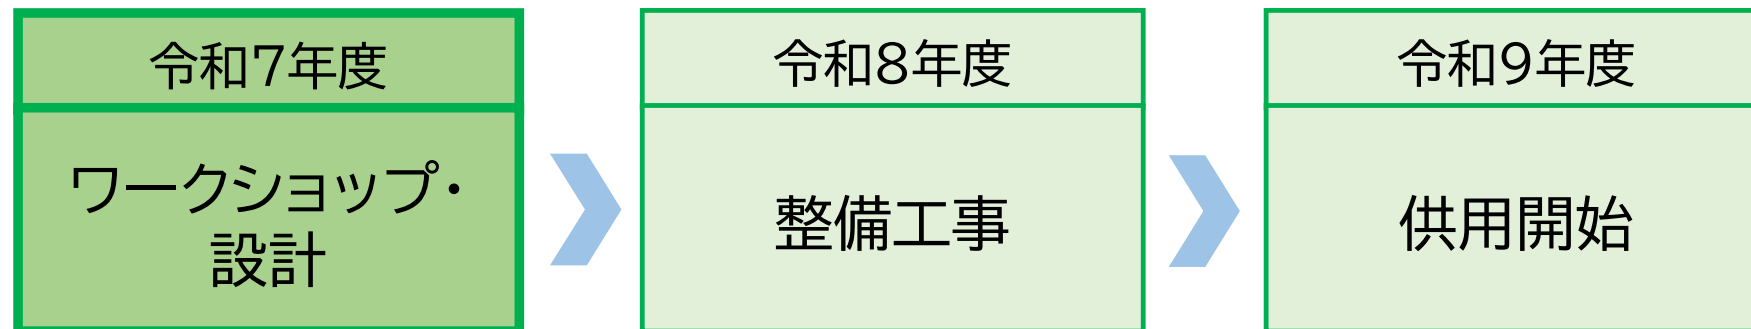 令和7年度
ワークショップ・
設計
令和8年度
整備工事
令和9年度
供用開始